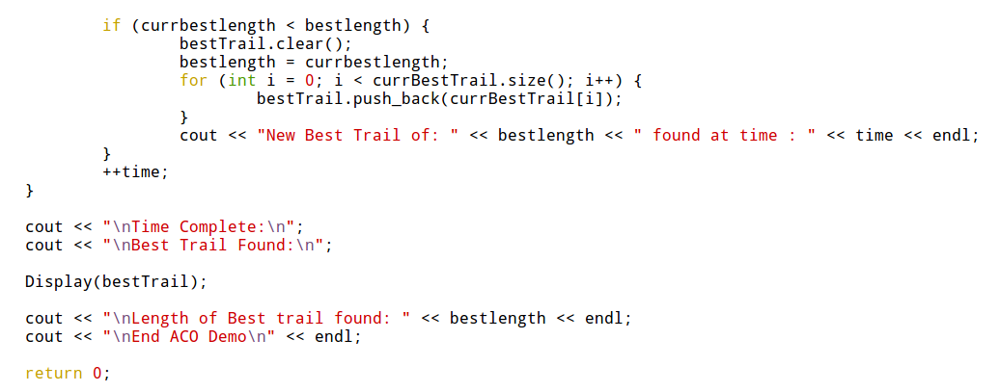 if (currbestlength < bestlength) {
bestTrail.clear();
bestlength = currbestlength;
for (int i = 0; i < currBestTrail.size(); i++) {
bestTrail.push_back(currBestTrail[i]);
}
cout << "New Best Trail of: " << bestlength << " found at time : " << time << endl;
}
++time;
}
cout << "\nTime Complete:\n";
cout << "\nBest Trail Found:\n";
Display(bestTrail);
cout << "\nLength of Best trail found: " << bestlength << endl;
cout << "\nEnd ACO Demo\n" << endl;
return 0;